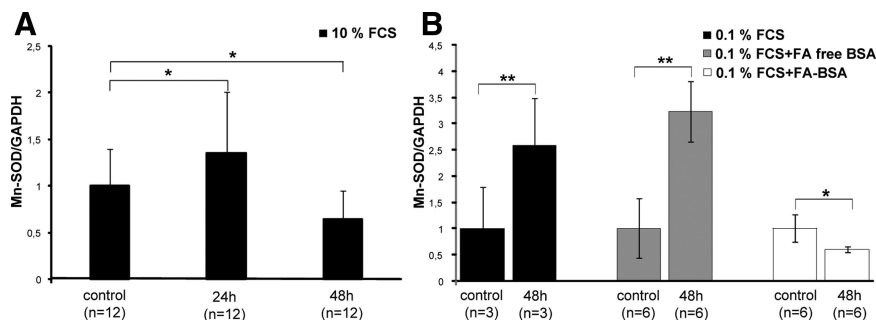 A
10 % FCS
Mn-SOD/GAPDH
2,5
2
1,5
1
0,5
0
*
*
control
(n=12)
24h
(n=12)
48h
(n=12)
B
0.1 % FCS
0.1 % FCS+FA free BSA
0.1 % FCS+FA-BSA
Mn-SOD/GAPDH
4,5
4
3,5
3
2,5
2
1,5
1
0,5
0
**
**
*
control
(n=3)
48h
(n=3)
control
(n=6)
48h
(n=6)
control
(n=6)
48h
(n=6)